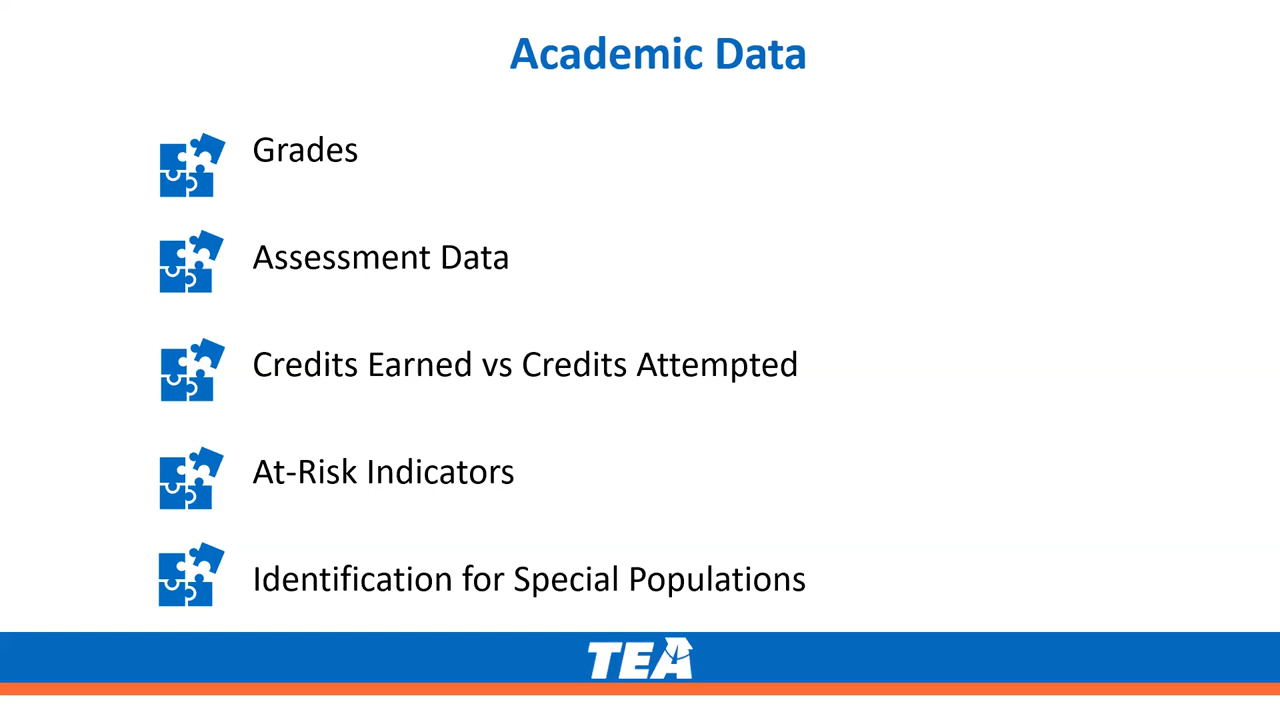 Academic Data
Grades
Assessment Data
Credits Earned vs Credits Attempted
At-Risk Indicators
Identification for Special Populations
TEA